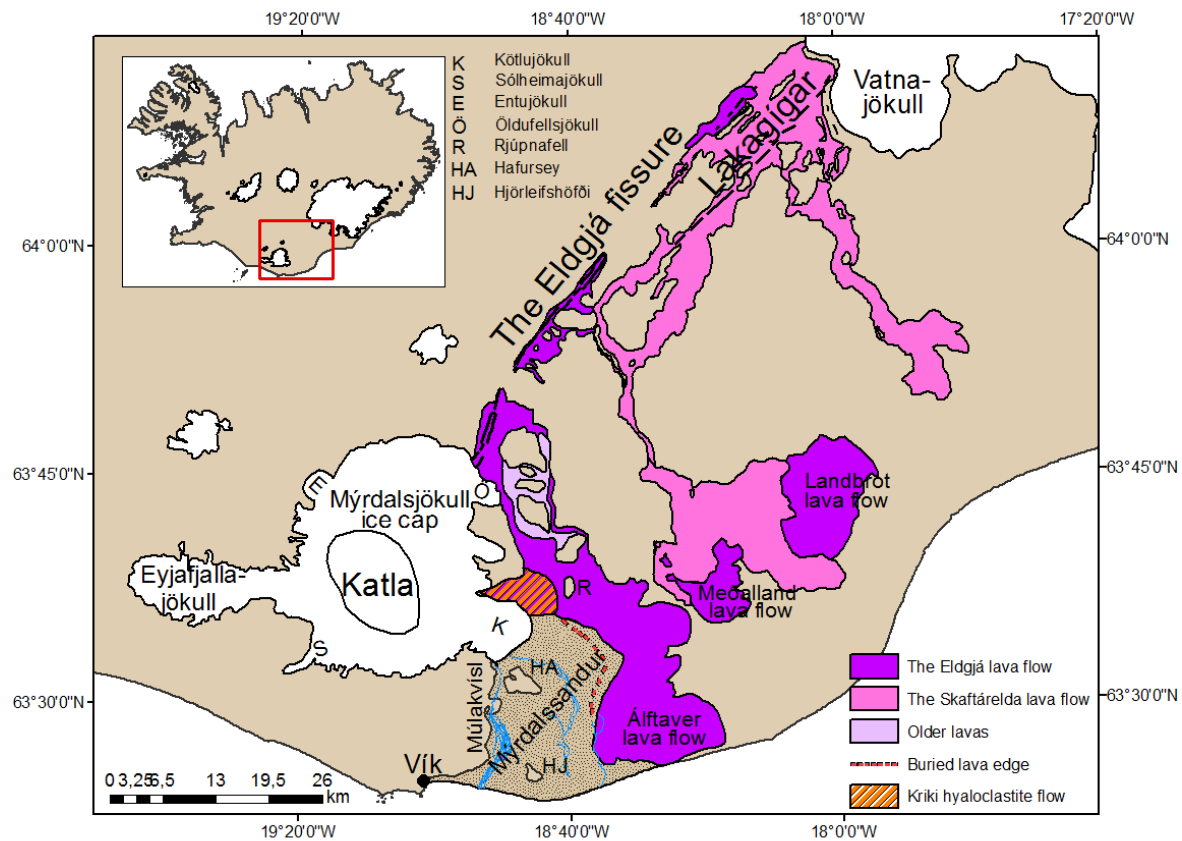 19°20'0"W 18°40'0"W 18°0'0"W 17°20'0"W
K Kötlujökull
S Sólheimajökull
E Entujökull
Ö Öldufellsjökull
R Rjúpnafell
HA Hafursey
HJ Hjörleifshöfði
Vatna-
jökull
The Eldgjá fissure
Lakagígar
64°0'0"N
64°0'0"N
63°45'0"N
63°45'0"N
E
Ö
Mýrdalsjökull
ice cap
Landbrot
lava flow
Eyjafjalla-
jökull
Katla
R
Meðalland
lava flow
K
S
HA
Múlakvísl
Mýrdalssandur
63°30'0"N
63°30'0"N
Álftaver
lava flow
HJ
Vík
The Eldgjá lava flow
The Skaftárelda lava flow
Older lavas
Buried lava edge
Kriki hyaloclastite flow
0 3,25 6,5 13 19,5 26
km
19°20'0"W 18°40'0"W 18°0'0"W